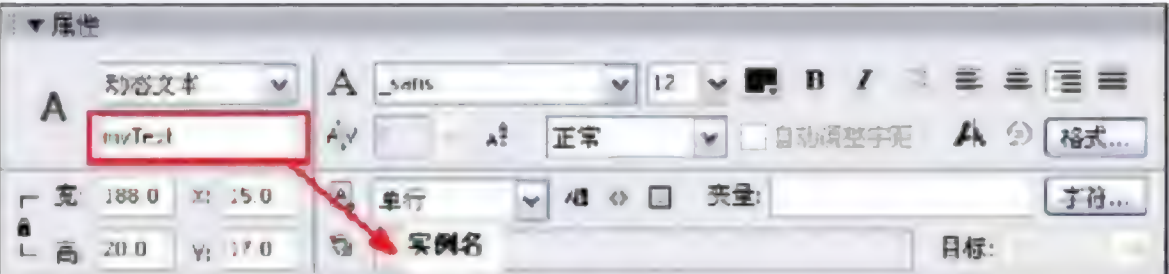 ▼属性
A 动态文本 A _sans 12 B I
myText A/V A 正常 自动调整字距 格式...
宽: 188.0 X: 15.0 单行 AB <> 变量: 字符...
高: 20.0 Y: 17.0 实例名 目标: